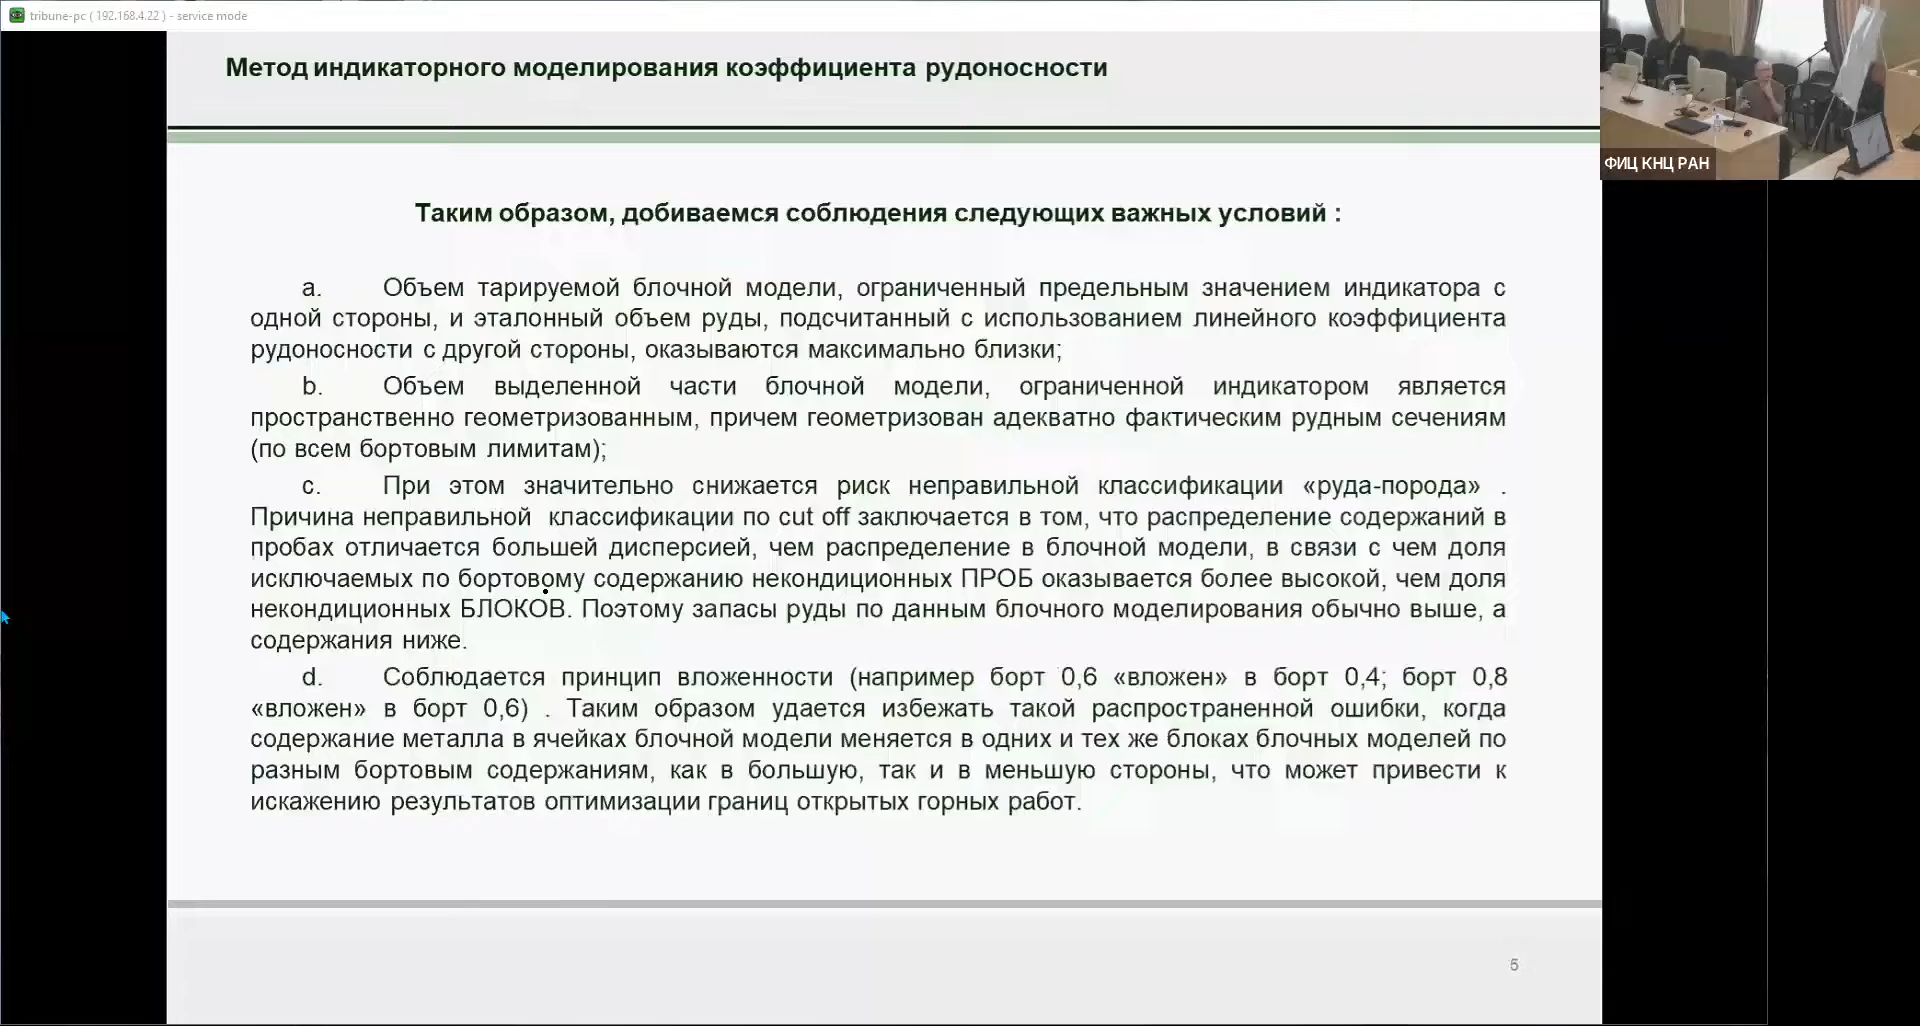 tribune-pc ( 192.168.4.22 ) - service mode
Метод индикаторного моделирования коэффициента рудоносности
ФИЦ КНЦ РАН
Таким образом, добиваемся соблюдения следующих важных условий :
a. Объем тарируемой блочной модели, ограниченный предельным значением индикатора с
одной стороны, и эталонный объем руды, подсчитанный с использованием линейного коэффициента
рудоносности с другой стороны, оказываются максимально близки;
b. Объем выделенной части блочной модели, ограниченной индикатором является
пространственно геометризованным, причем геометризован адекватно фактическим рудным сечениям
(по всем бортовым лимитам);
c. При этом значительно снижается риск неправильной классификации «руда-порода» .
Причина неправильной классификации по cut off заключается в том, что распределение содержаний в
пробах отличается большей дисперсией, чем распределение в блочной модели, в связи с чем доля
исключаемых по бортовому содержанию некондиционных ПРОБ оказывается более высокой, чем доля
некондиционных БЛОКОВ. Поэтому запасы руды по данным блочного моделирования обычно выше, а
содержания ниже.
d. Соблюдается принцип вложенности (например борт 0,6 «вложен» в борт 0,4; борт 0,8
«вложен» в борт 0,6) . Таким образом удается избежать такой распространенной ошибки, когда
содержание металла в ячейках блочной модели меняется в одних и тех же блоках блочных моделей по
разным бортовым содержаниям, как в большую, так и в меньшую стороны, что может привести к
искажению результатов оптимизации границ открытых горных работ.
5